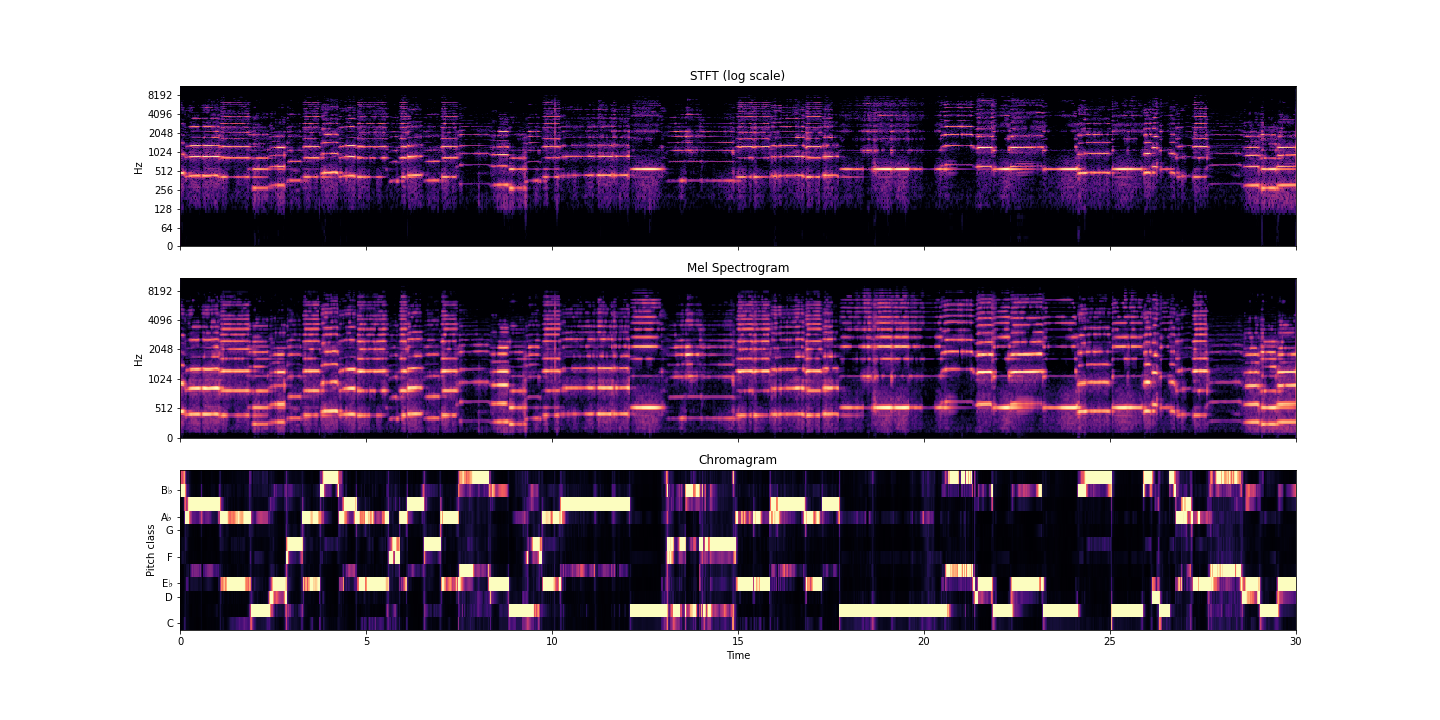 STFT (log scale)
8192
4096
2048
1024
512
256
128
64
0
Hz
Mel Spectrogram
8192
4096
2048
1024
512
0
Hz
Chromagram
B♭
A♭
G
F
E♭
D
C
Pitch class
0 5 10 15 20 25 30
Time